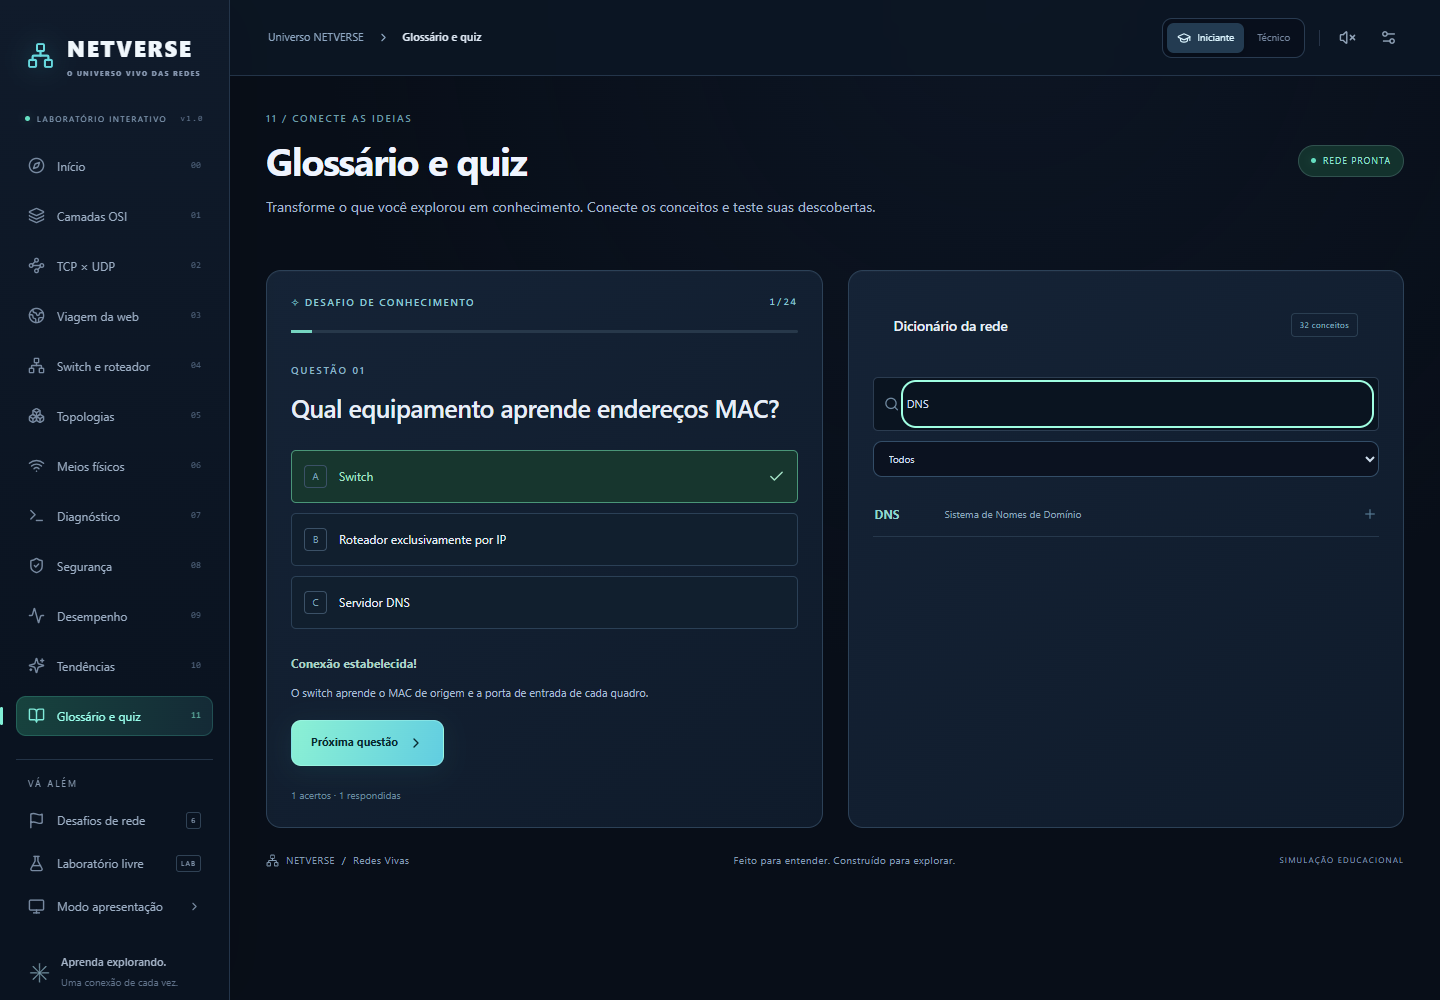 NETVERSE
O UNIVERSO VIVO DAS REDES
LABORATÓRIO INTERATIVO v1.0
Início 00
Camadas OSI 01
TCP × UDP 02
Viagem da web 03
Switch e roteador 04
Topologias 05
Meios físicos 06
Diagnóstico 07
Segurança 08
Desempenho 09
Tendências 10
Glossário e quiz 11
VÁ ALÉM
Desafios de rede 6
Laboratório livre LAB
Modo apresentação
Aprenda explorando.
Uma conexão de cada vez.
Universo NETVERSE > Glossário e quiz
Iniciante Técnico
11 / CONECTE AS IDEIAS
Glossário e quiz
REDE PRONTA
Transforme o que você explorou em conhecimento. Conecte os conceitos e teste suas descobertas.
DESAFIO DE CONHECIMENTO 1/24
QUESTÃO 01
Qual equipamento aprende endereços MAC?
A Switch
B Roteador exclusivamente por IP
C Servidor DNS
Conexão estabelecida!
O switch aprende o MAC de origem e a porta de entrada de cada quadro.
Próxima questão
1 acertos · 1 respondidas
Dicionário da rede 32 conceitos
DNS
Todos
DNS Sistema de Nomes de Domínio +
NETVERSE / Redes Vivas
Feito para entender. Construído para explorar.
SIMULAÇÃO EDUCACIONAL